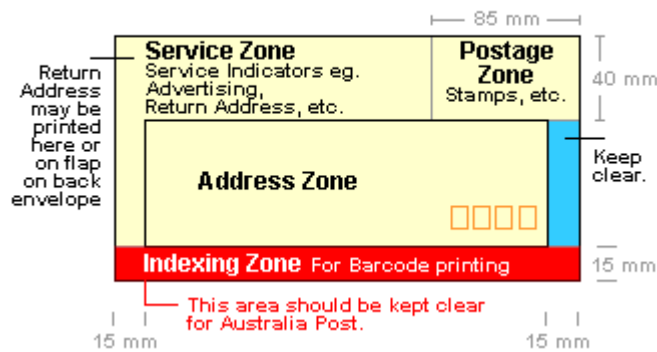 85 mm
Service Zone
Service Indicators eg.
Advertising,
Return Address, etc.
Postage
Zone
Stamps, etc.
40 mm
Return
Address
may be
printed
here or
on flap
on back
envelope
Keep
clear.
Address Zone
Indexing Zone For Barcode printing
15 mm
This area should be kept clear
for Australia Post.
15 mm
15 mm